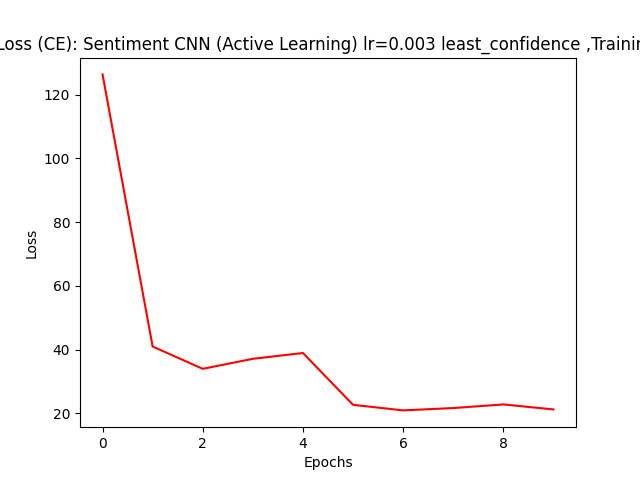 Loss (CE): Sentiment CNN (Active Learning) lr=0.003 least_confidence ,Trainin
120
100
80
60
40
20
Loss
0 2 4 6 8
Epochs